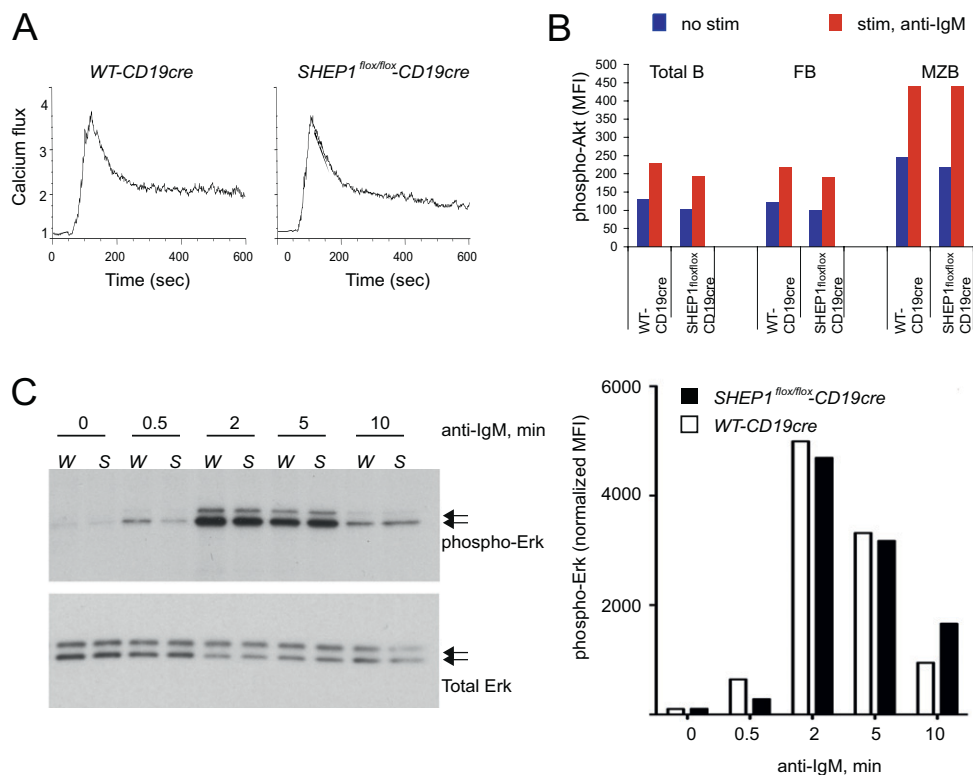 A
WT-CD19cre
SHEP1 flox/flox-CD19cre
Calcium flux
4
3
2
1
0 200 400 600
0 200 400 600
Time (sec)
Time (sec)
B
no stim
stim, anti-IgM
Total B
FB
MZB
phospho-Akt (MFI)
500
450
400
350
300
250
200
150
100
50
0
WT-
CD19cre
SHEP1floxflox
CD19cre
WT-
CD19cre
SHEP1floxflox
CD19cre
WT-
CD19cre
SHEP1floxflox
CD19cre
C
0 0.5 2 5 10 anti-IgM, min
W S W S W S W S W S
phospho-Erk
Total Erk
SHEP1 flox/flox-CD19cre
WT-CD19cre
phospho-Erk (normalized MFI)
6000
4000
2000
0 0.5 2 5 10
anti-IgM, min